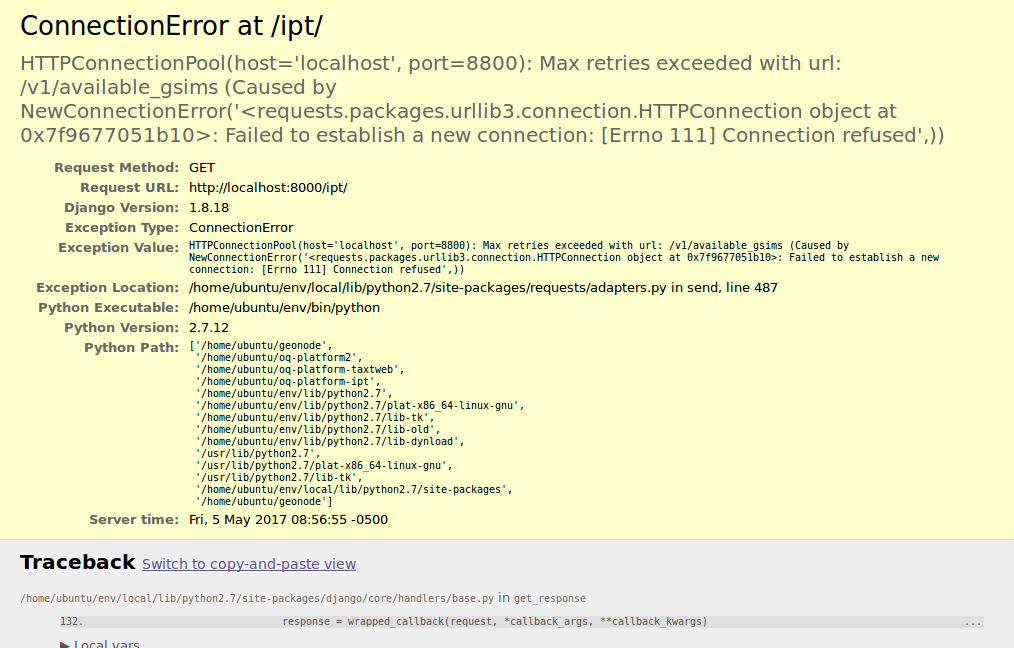 ConnectionError at /ipt/
HTTPConnectionPool(host='localhost', port=8800): Max retries exceeded with url:
/v1/available_gsims (Caused by
NewConnectionError('<requests.packages.urllib3.connection.HTTPConnection object at
0x7f9677051b10>: Failed to establish a new connection: [Errno 111] Connection refused',))
Request Method: GET
Request URL: http://localhost:8000/ipt/
Django Version: 1.8.18
Exception Type: ConnectionError
Exception Value: HTTPConnectionPool(host='localhost', port=8800): Max retries exceeded with url: /v1/available_gsims (Caused by
NewConnectionError('<requests.packages.urllib3.connection.HTTPConnection object at 0x7f9677051b10>: Failed to establish a new
connection: [Errno 111] Connection refused',))
Exception Location: /home/ubuntu/env/local/lib/python2.7/site-packages/requests/adapters.py in send, line 487
Python Executable: /home/ubuntu/env/bin/python
Python Version: 2.7.12
Python Path: ['/home/ubuntu/geonode',
'/home/ubuntu/oq-platform2',
'/home/ubuntu/oq-platform-taxtweb',
'/home/ubuntu/oq-platform-ipt',
'/home/ubuntu/env/lib/python2.7',
'/home/ubuntu/env/lib/python2.7/plat-x86_64-linux-gnu',
'/home/ubuntu/env/lib/python2.7/lib-tk',
'/home/ubuntu/env/lib/python2.7/lib-old',
'/home/ubuntu/env/lib/python2.7/lib-dynload',
'/usr/lib/python2.7',
'/usr/lib/python2.7/plat-x86_64-linux-gnu',
'/usr/lib/python2.7/lib-tk',
'/home/ubuntu/env/local/lib/python2.7/site-packages',
'/home/ubuntu/geonode']
Server time: Fri, 5 May 2017 08:56:55 -0500
Traceback Switch to copy-and-paste view
/home/ubuntu/env/local/lib/python2.7/site-packages/django/core/handlers/base.py in get_response
132. response = wrapped_callback(request, *callback_args, **callback_kwargs) ...
▶ Local vars